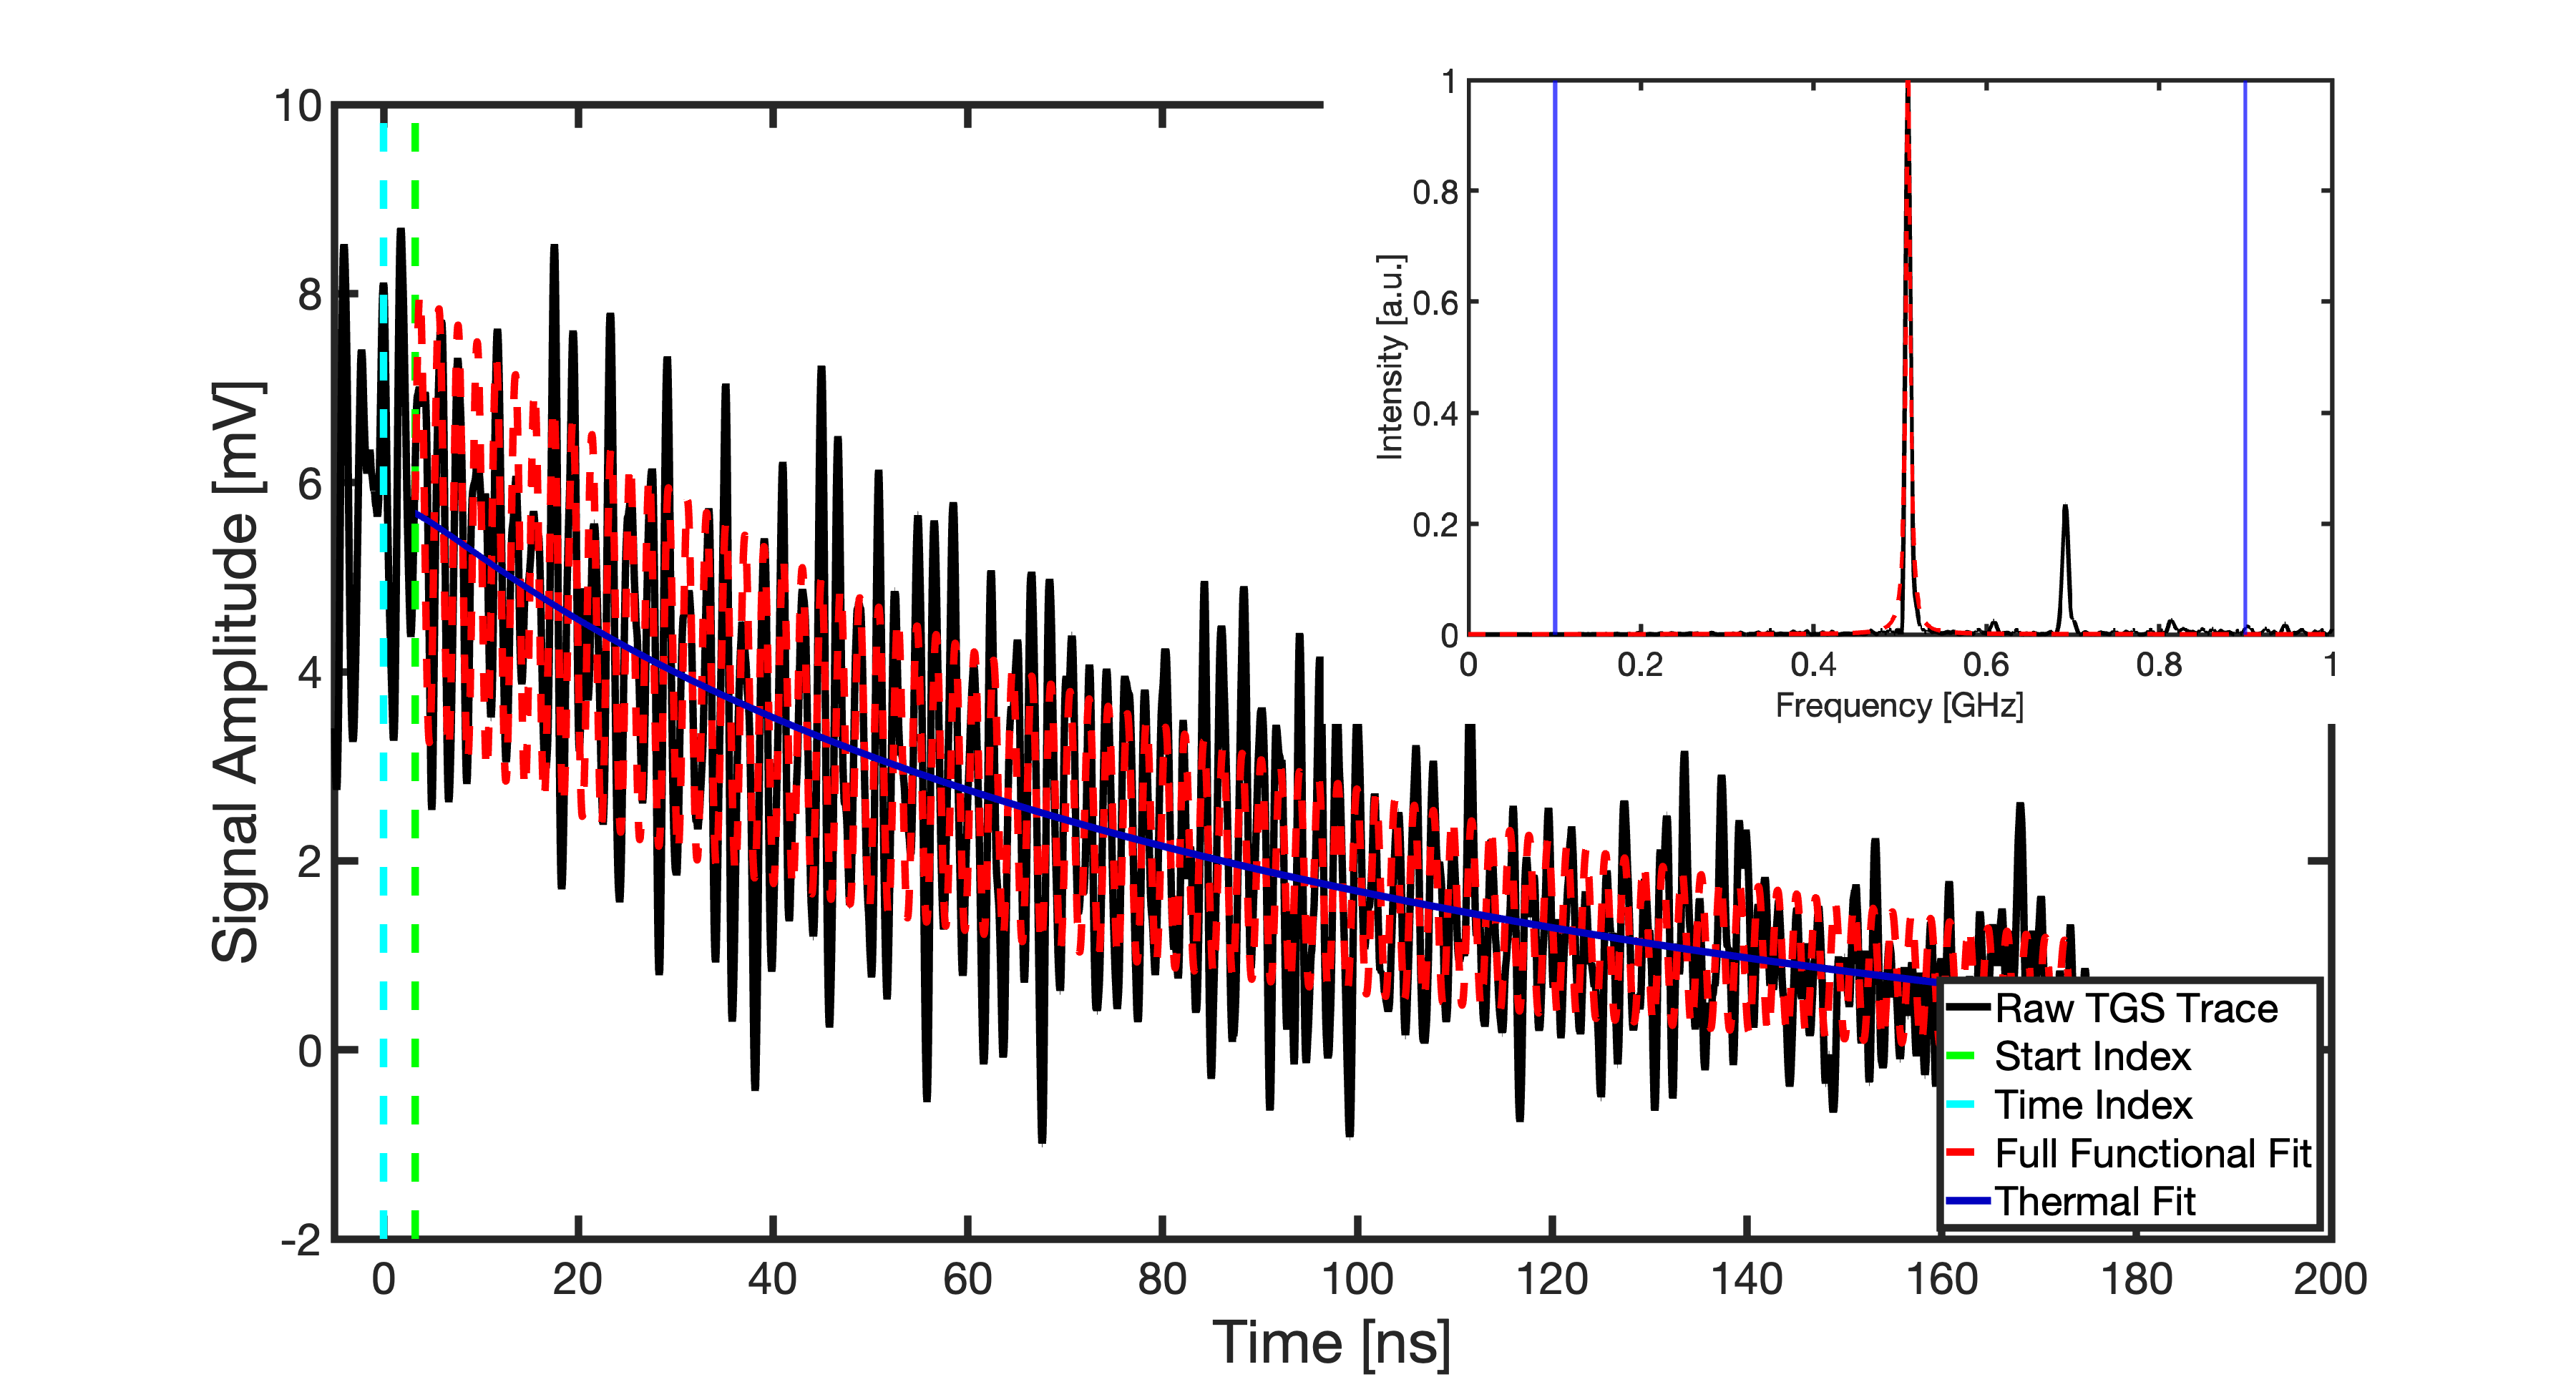 10
8
6
4
2
0
-2
Signal Amplitude [mV]
0 20 40 60 80 100 120 140 160 180 200
Time [ns]
1
0.8
0.6
0.4
0.2
0
Intensity [a.u.]
0 0.2 0.4 0.6 0.8 1
Frequency [GHz]
Raw TGS Trace
Start Index
Time Index
Full Functional Fit
Thermal Fit